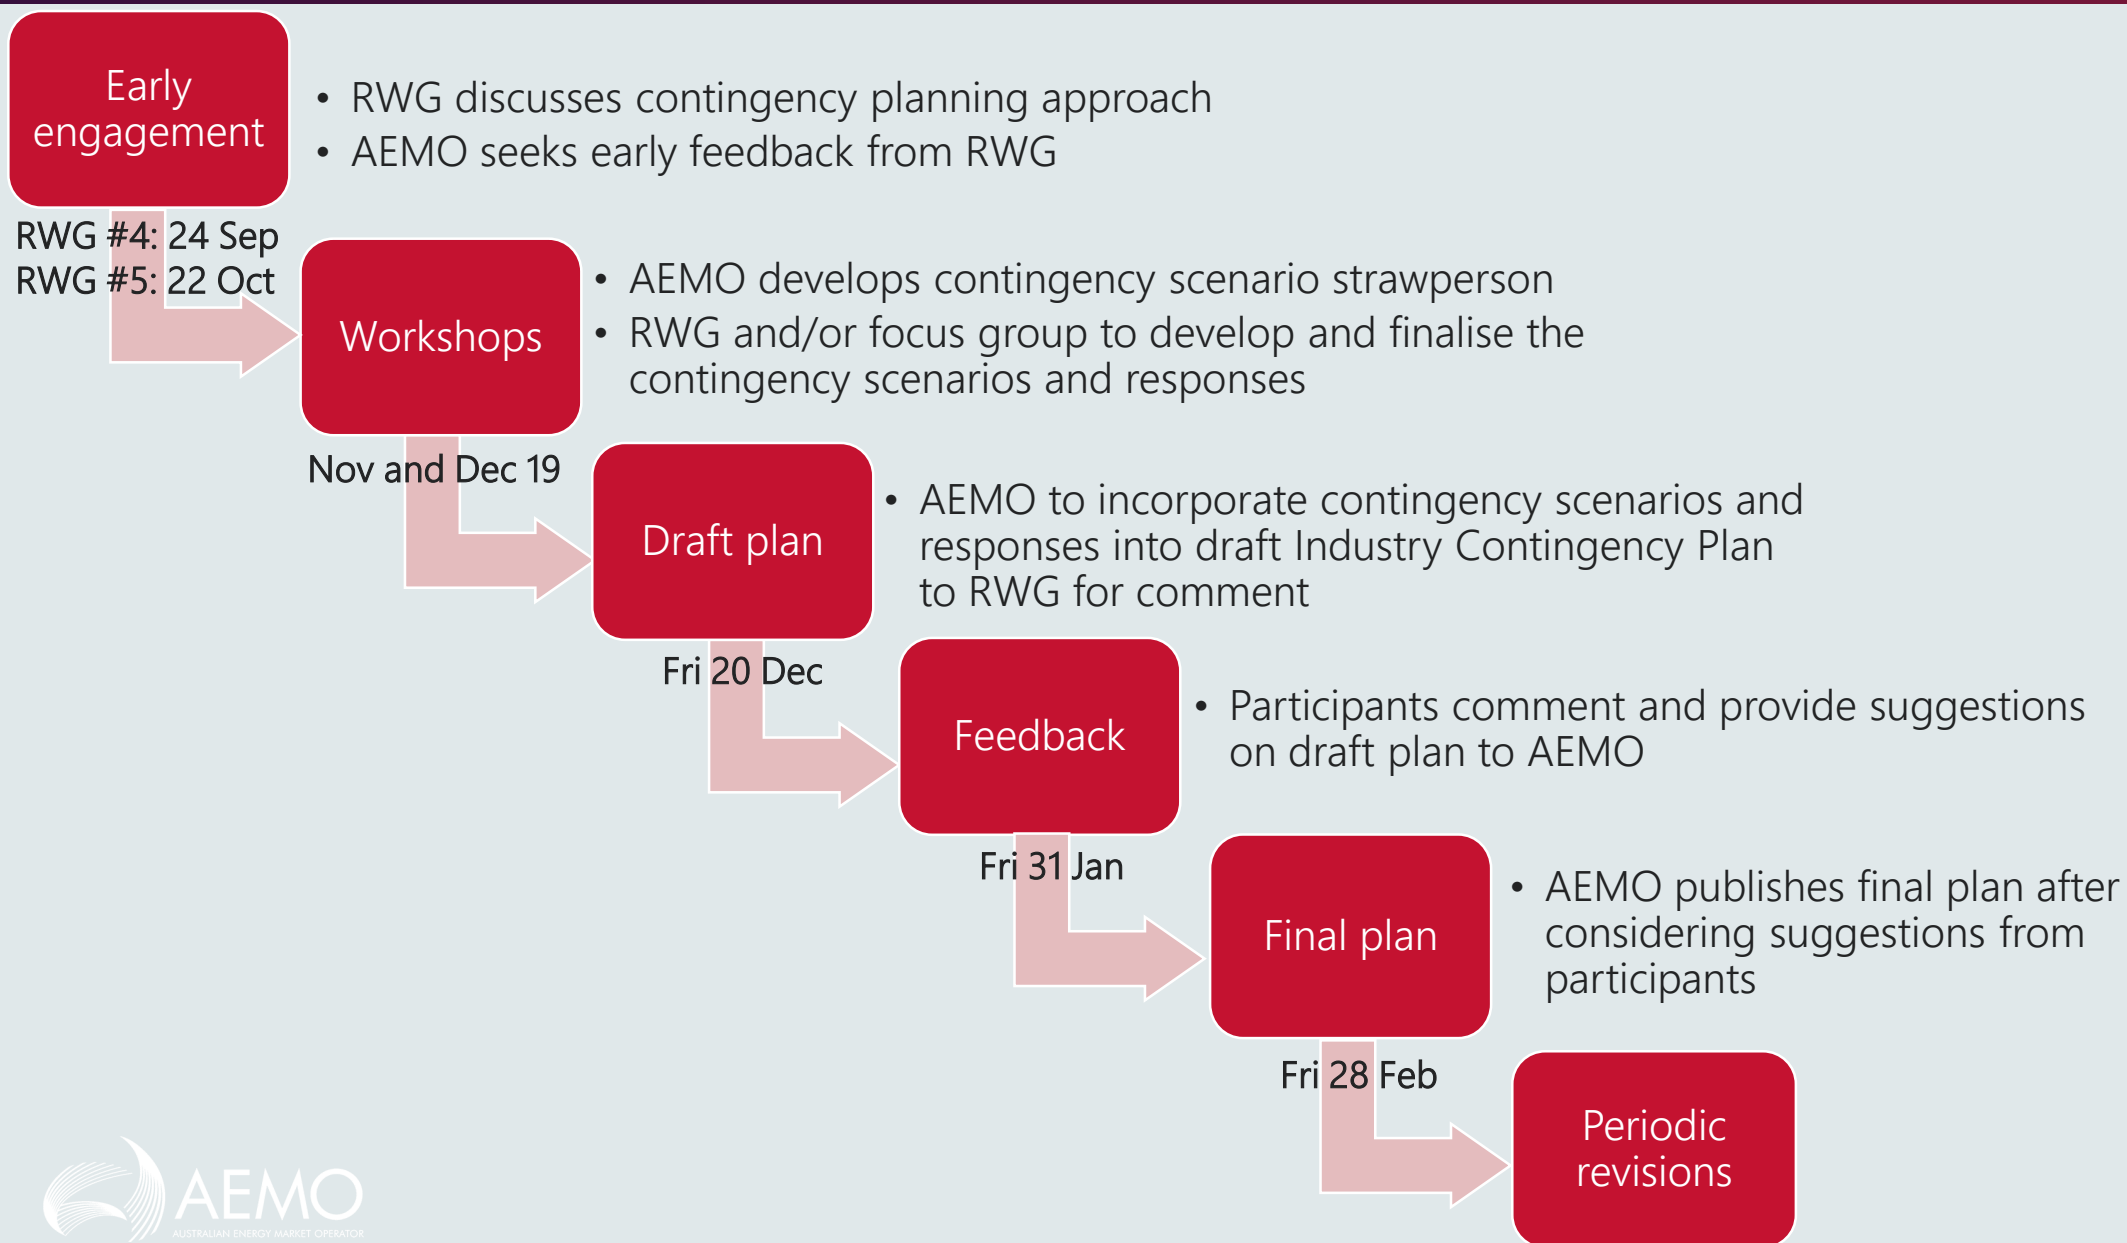 Early
engagement
• RWG discusses contingency planning approach
• AEMO seeks early feedback from RWG
RWG #4: 24 Sep
RWG #5: 22 Oct
Workshops
• AEMO develops contingency scenario strawperson
• RWG and/or focus group to develop and finalise the
contingency scenarios and responses
Nov and Dec 19
Draft plan
• AEMO to incorporate contingency scenarios and
responses into draft Industry Contingency Plan
to RWG for comment
Fri 20 Dec
Feedback
• Participants comment and provide suggestions
on draft plan to AEMO
Fri 31 Jan
Final plan
• AEMO publishes final plan after
considering suggestions from
participants
Fri 28 Feb
Periodic
revisions
AEMO
AUSTRALIAN ENERGY MARKET OPERATOR